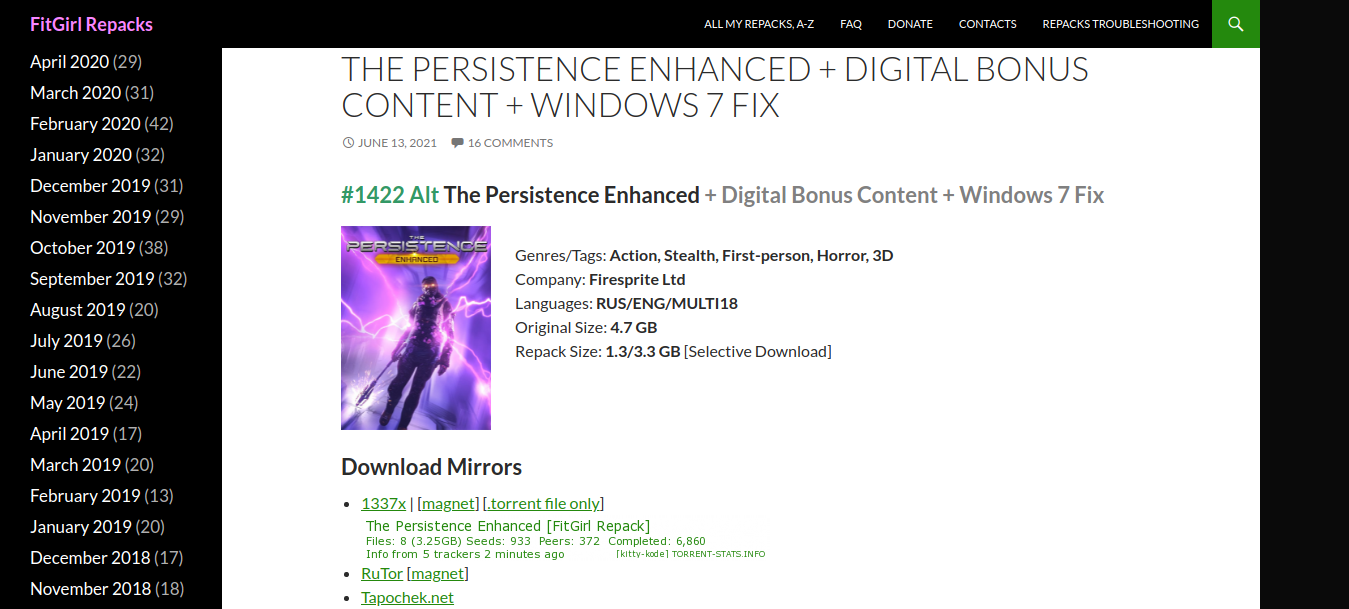 FitGirl Repacks
ALL MY REPACKS, A-Z FAQ DONATE CONTACTS REPACKS TROUBLESHOOTING
April 2020 (29)
March 2020 (31)
February 2020 (42)
January 2020 (32)
December 2019 (31)
November 2019 (29)
October 2019 (38)
September 2019 (32)
August 2019 (20)
July 2019 (26)
June 2019 (22)
May 2019 (24)
April 2019 (17)
March 2019 (20)
February 2019 (13)
January 2019 (20)
December 2018 (17)
November 2018 (18)
THE PERSISTENCE ENHANCED + DIGITAL BONUS
CONTENT + WINDOWS 7 FIX
JUNE 13, 2021 16 COMMENTS
#1422 Alt The Persistence Enhanced + Digital Bonus Content + Windows 7 Fix
THE
PERSISTENCE
ENHANCED
Genres/Tags: Action, Stealth, First-person, Horror, 3D
Company: Firesprite Ltd
Languages: RUS/ENG/MULTI18
Original Size: 4.7 GB
Repack Size: 1.3/3.3 GB [Selective Download]
Download Mirrors
1337x | [magnet] [.torrent file only]
The Persistence Enhanced [FitGirl Repack]
Files: 8 (3.25GB) Seeds: 933 Peers: 372 Completed: 6,860
Info from 5 trackers 2 minutes ago [kitty-kode] TORRENT-STATS.INFO
RuTor [magnet]
Tapochek.net